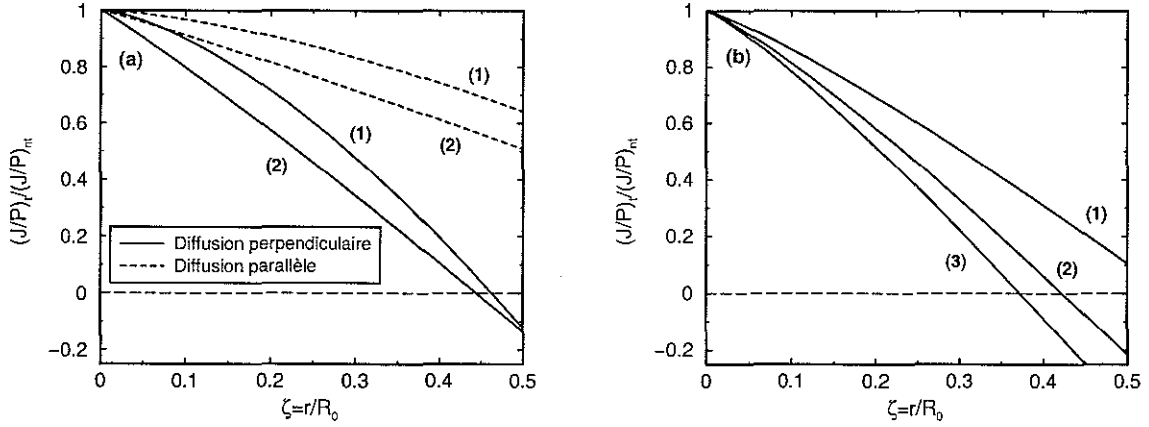 1
0.8
0.6
0.4
0.2
0
−0.2
(J/P)t/(J/P)nt
(a)
(1)
(2)
(1)
(2)
Diffusion perpendiculaire
Diffusion parallèle
0 0.1 0.2 0.3 0.4 0.5
ζ=r/R0
1
0.8
0.6
0.4
0.2
0
−0.2
(J/P)t/(J/P)nt
(b)
(1)
(2)
(3)
0 0.1 0.2 0.3 0.4 0.5
ζ=r/R0